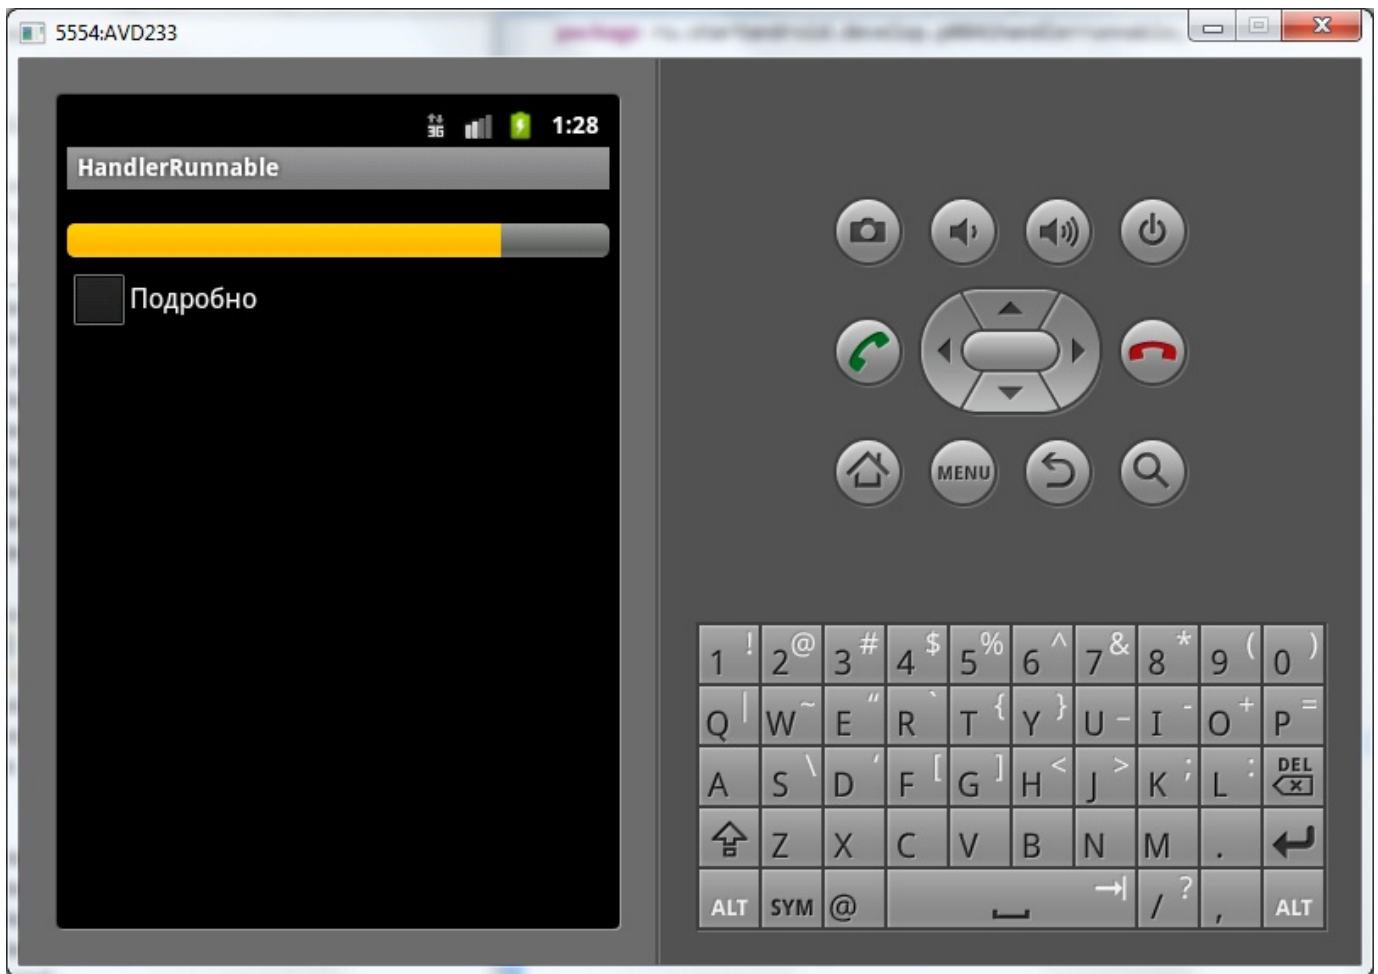 5554:AVD233
3G 1:28
HandlerRunnable
Подробно
MENU
1 ! 2 @ 3 # 4 $ 5 % 6 ^ 7 & 8 * 9 ( 0 )
Q | W ~ E " R ` T { Y } U _ I - O + P =
A S \ D ' F [ G ] H < J > K ; L : DEL
Z X C V B N M .
ALT SYM @ / ? , ALT